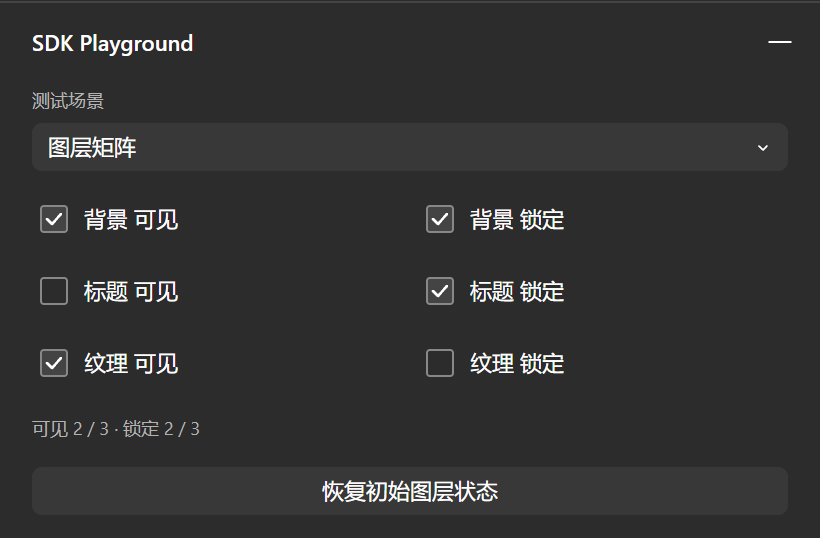 SDK Playground
测试场景
图层矩阵
背景 可见 背景 锁定
标题 可见 标题 锁定
纹理 可见 纹理 锁定
可见 2 / 3 · 锁定 2 / 3
恢复初始图层状态